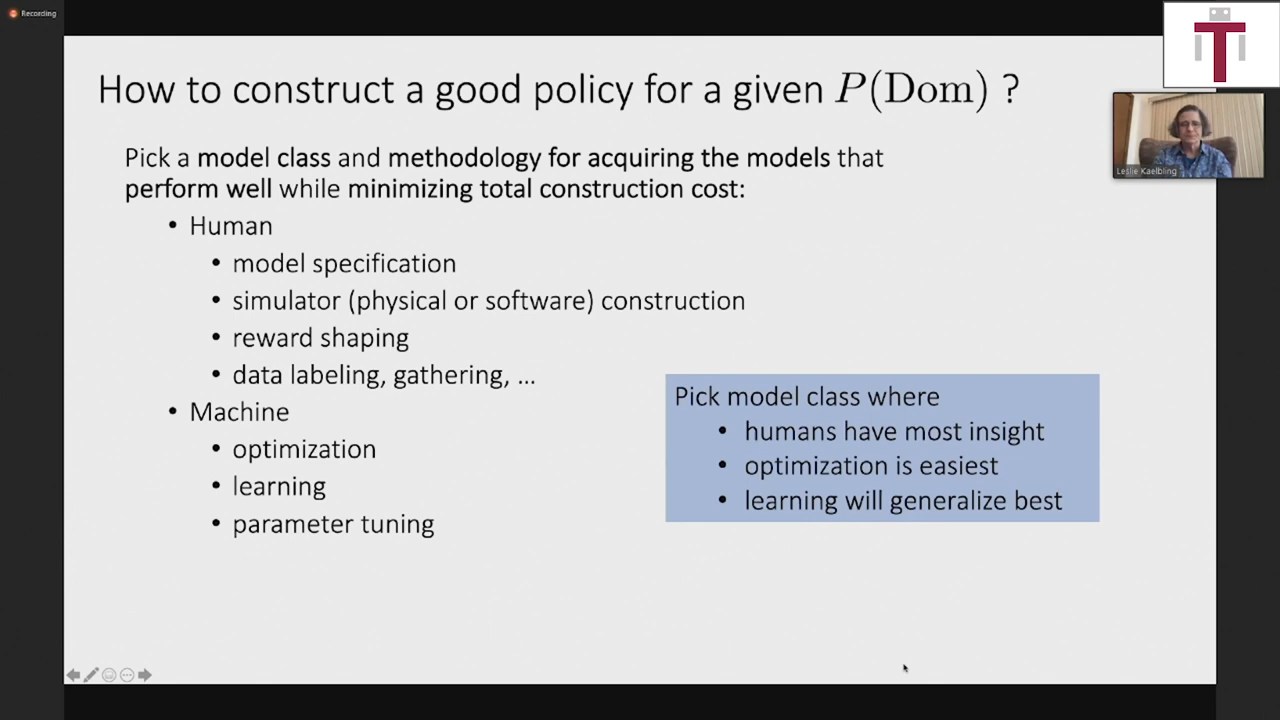 Recording
How to construct a good policy for a given P(Dom) ?
Leslie Kaelbling
Pick a model class and methodology for acquiring the models that
perform well while minimizing total construction cost:
• Human
• model specification
• simulator (physical or software) construction
• reward shaping
• data labeling, gathering, ...
• Machine
• optimization
• learning
• parameter tuning
Pick model class where
• humans have most insight
• optimization is easiest
• learning will generalize best